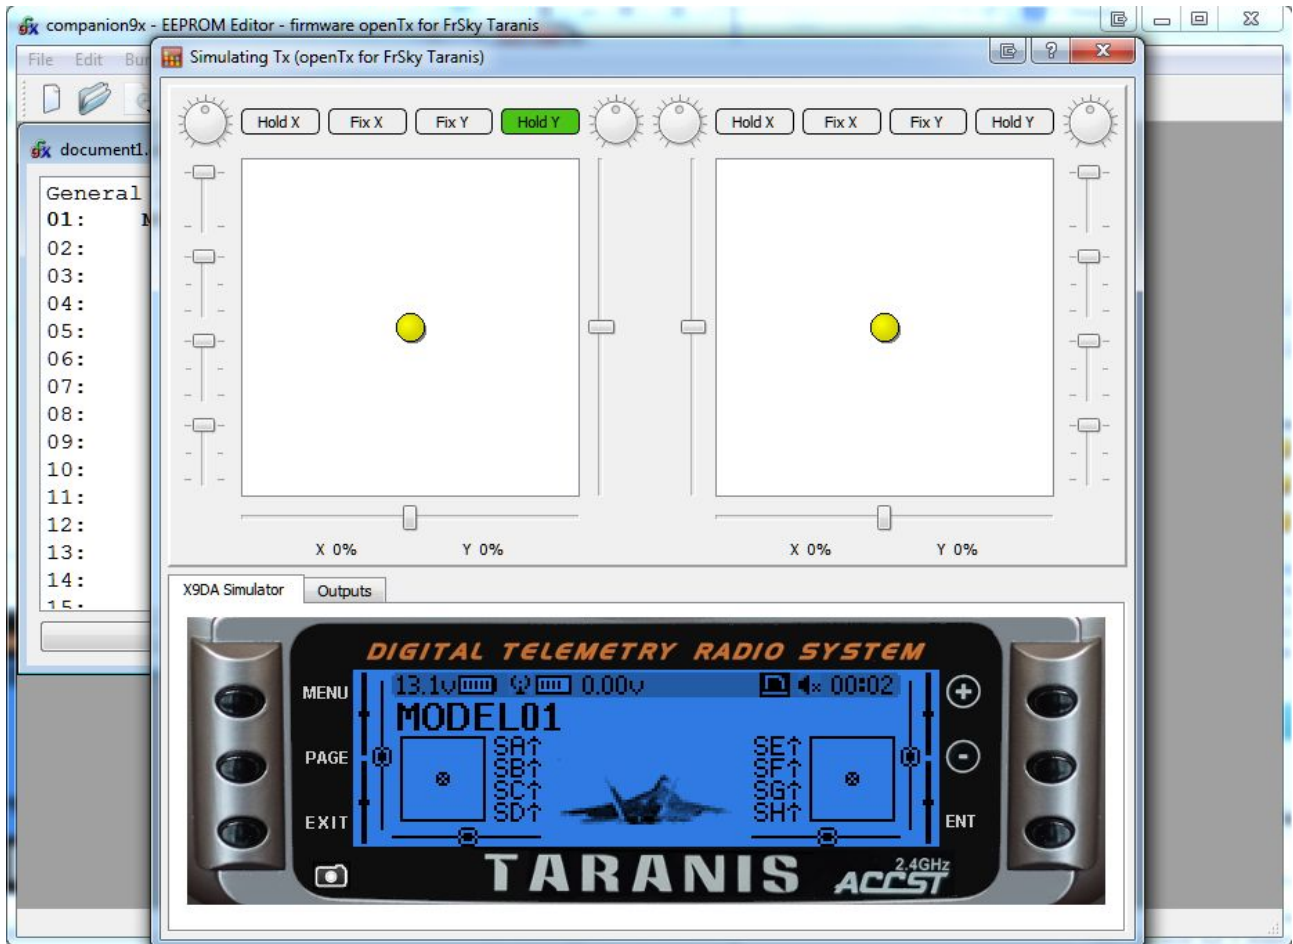 companion9x - EEPROM Editor - firmware openTx for FrSky Taranis
File Edit Bur
Simulating Tx (openTx for FrSky Taranis)
Hold X Fix X Fix Y Hold Y Hold X Fix X Fix Y Hold Y
document1.
General
01: M
02:
03:
04:
05:
06:
07:
08:
09:
10:
11:
12:
13:
14:
15:
X 0% Y 0% X 0% Y 0%
X9DA Simulator Outputs
DIGITAL TELEMETRY RADIO SYSTEM
MENU
PAGE
EXIT
13.1v 0.00v 00:02
MODEL01
SA↑ SE↑
SB↑ SF↑
SC↑ SG↑
SD↑ SH↑
+
-
ENT
TARANIS
2.4GHz
ACCST